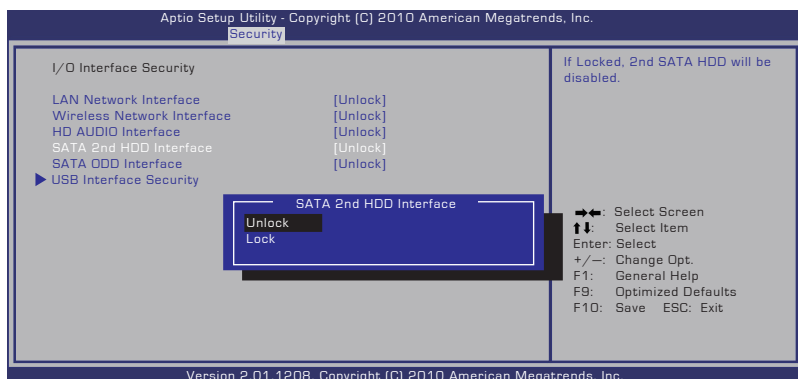 Aptio Setup Utility - Copyright (C) 2010 American Megatrends, Inc.
Security
I/O Interface Security
LAN Network Interface [Unlock]
Wireless Network Interface [Unlock]
HD AUDIO Interface [Unlock]
SATA 2nd HDD Interface [Unlock]
SATA ODD Interface [Unlock]
USB Interface Security
SATA 2nd HDD Interface
Unlock
Lock
If Locked, 2nd SATA HDD will be
disabled.
→←: Select Screen
↑↓: Select Item
Enter: Select
+/—: Change Opt.
F1: General Help
F9: Optimized Defaults
F10: Save ESC: Exit
Version 2.01.1208. Copyright (C) 2010 American Megatrends, Inc.